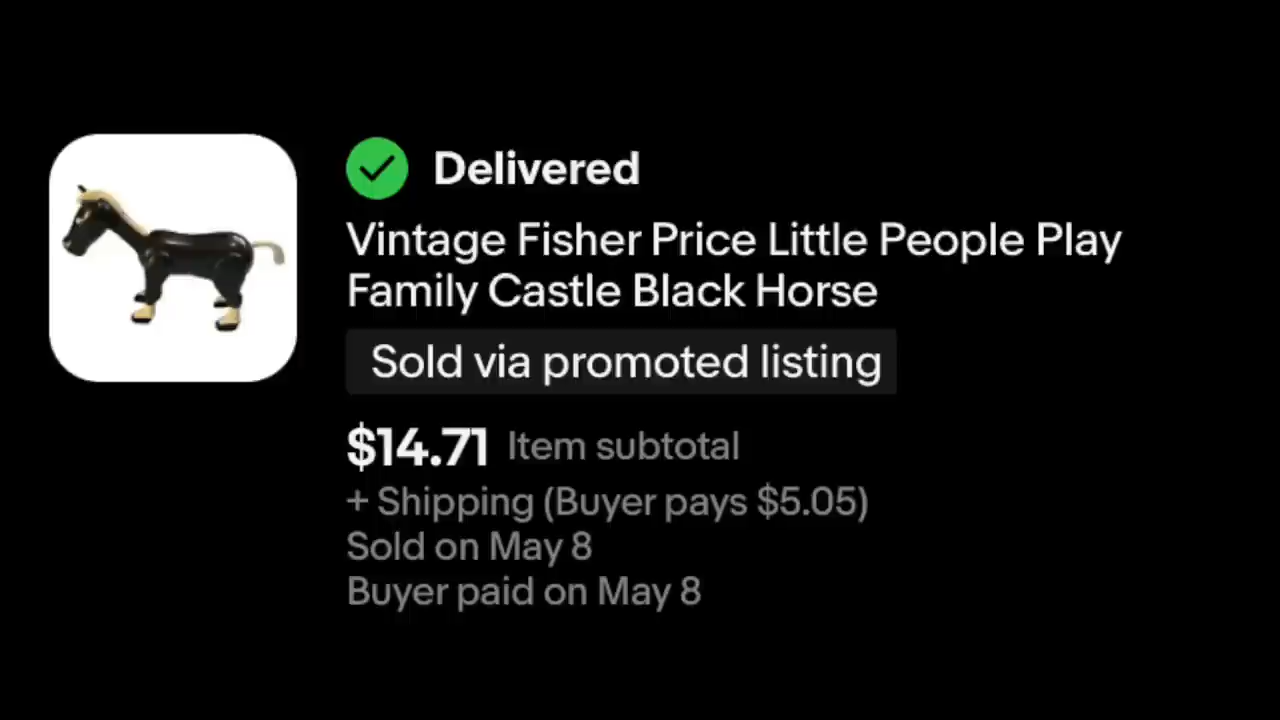 Delivered
Vintage Fisher Price Little People Play
Family Castle Black Horse
Sold via promoted listing
$14.71 Item subtotal
+ Shipping (Buyer pays $5.05)
Sold on May 8
Buyer paid on May 8